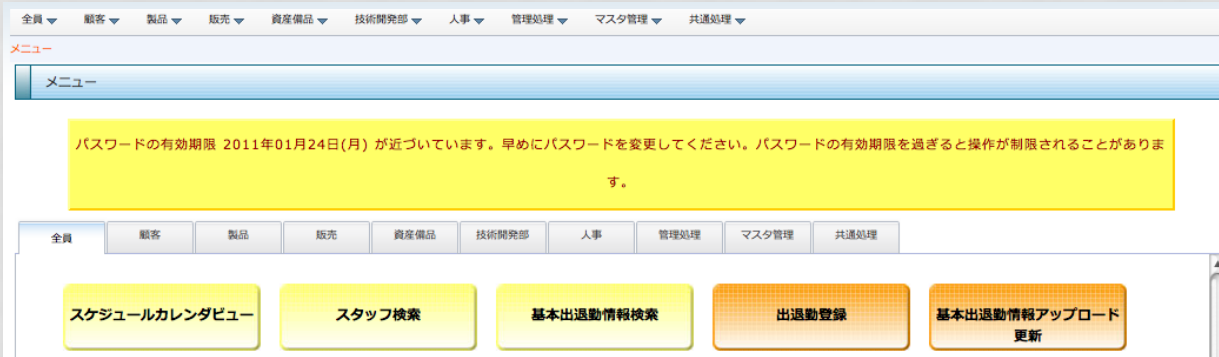 全員 顧客 製品 販売 資産備品 技術開発部 人事 管理処理 マスタ管理 共通処理
メニュー
メニュー
パスワードの有効期限 2011年01月24日(月) が近づいています。早めにパスワードを変更してください。パスワードの有効期限を過ぎると操作が制限されることがありま
す。
全員 顧客 製品 販売 資産備品 技術開発部 人事 管理処理 マスタ管理 共通処理
スケジュールカレンダビュー スタッフ検索 基本出退勤情報検索 出退勤登録 基本出退勤情報アップロード
更新